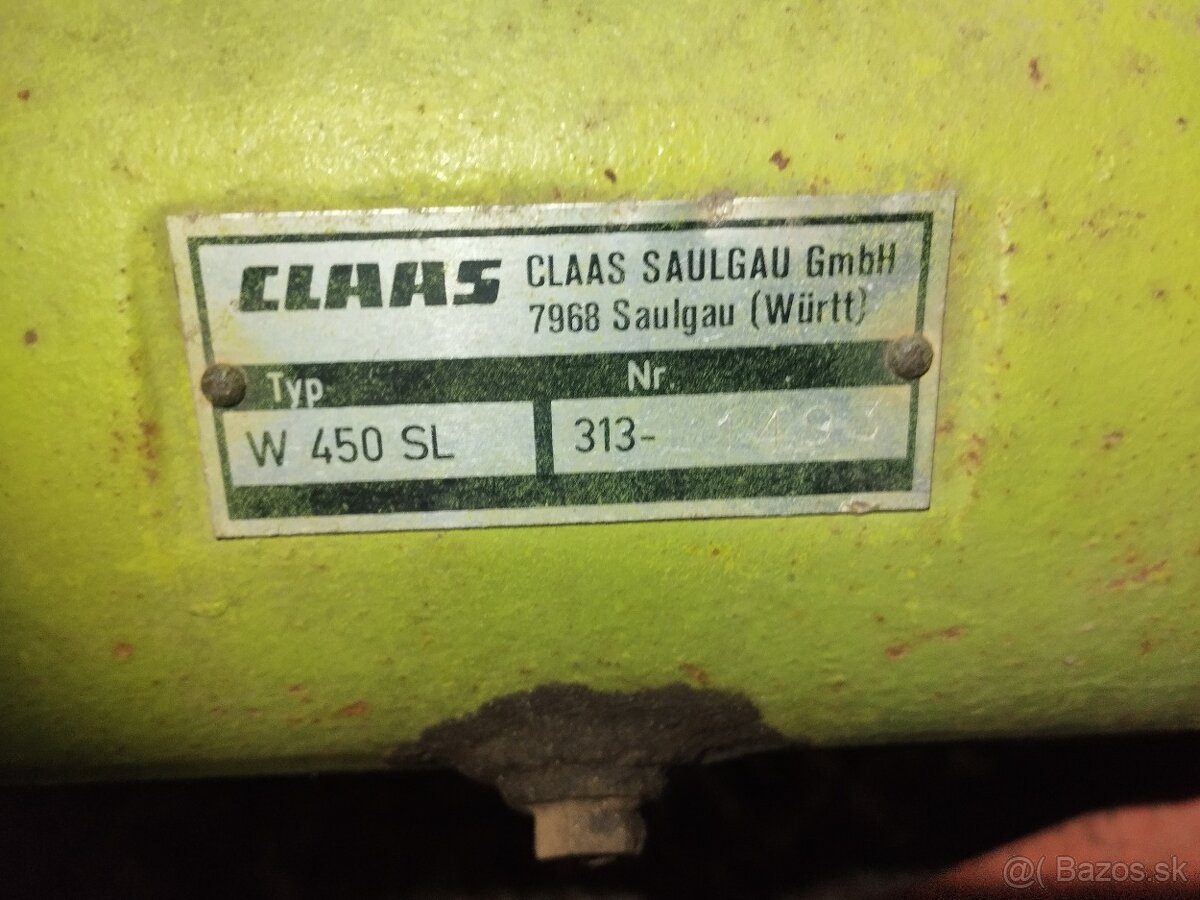 CLAAS CLAAS SAULGAU GmbH
7968 Saulgau (Württ)
Typ Nr.
W 450 SL 313-
@( Bazos.sk